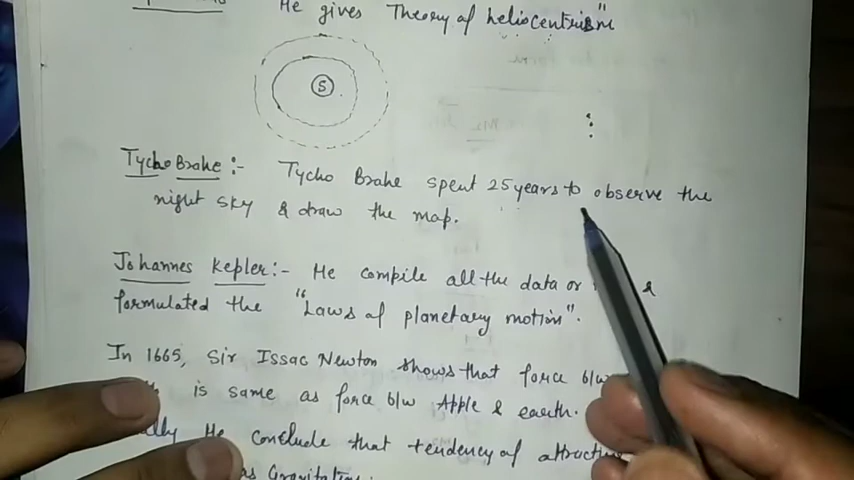 He gives Theory of heliocentrism"
S
Tycho Brahe :- Tycho Brahe spent 25 years to observe the
night sky & draw the map.
Johannes Kepler :- He compile all the data or &
formulated the "Laws of planetary motion".
In 1665, Sir Issac Newton shows that force b/w
is same as force b/w Apple & earth.
He conclude that tendency of
as Gravitation.